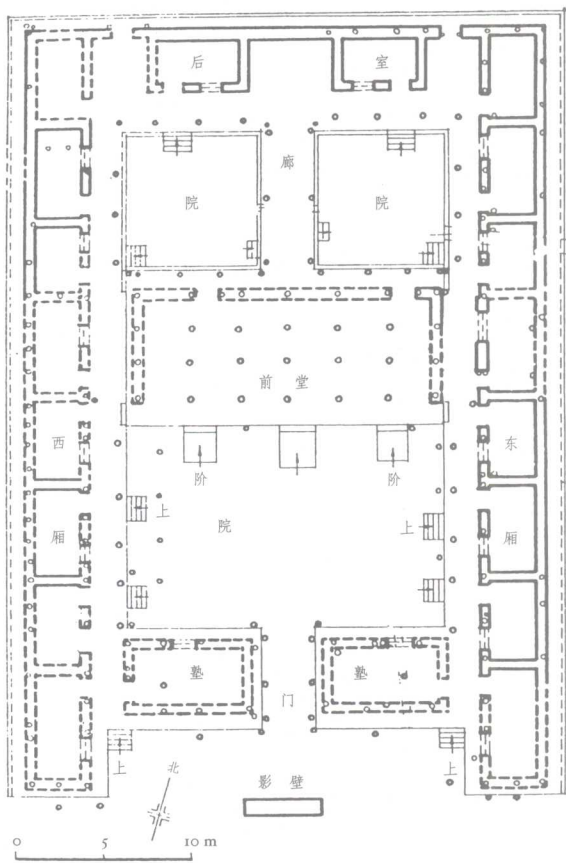 后 室
廊
院 院
前 堂
西 东
阶 阶
上 院 上
厢 厢
塾 塾
门
上 上
北
影 壁
0 5 10 m